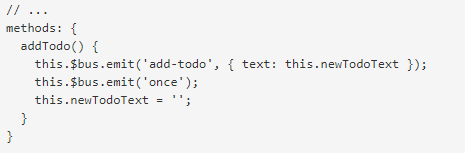 // ...
methods: {
  addTodo() {
    this.$bus.emit('add-todo', { text: this.newTodoText });
    this.$bus.emit('once');
    this.newTodoText = '';
  }
}